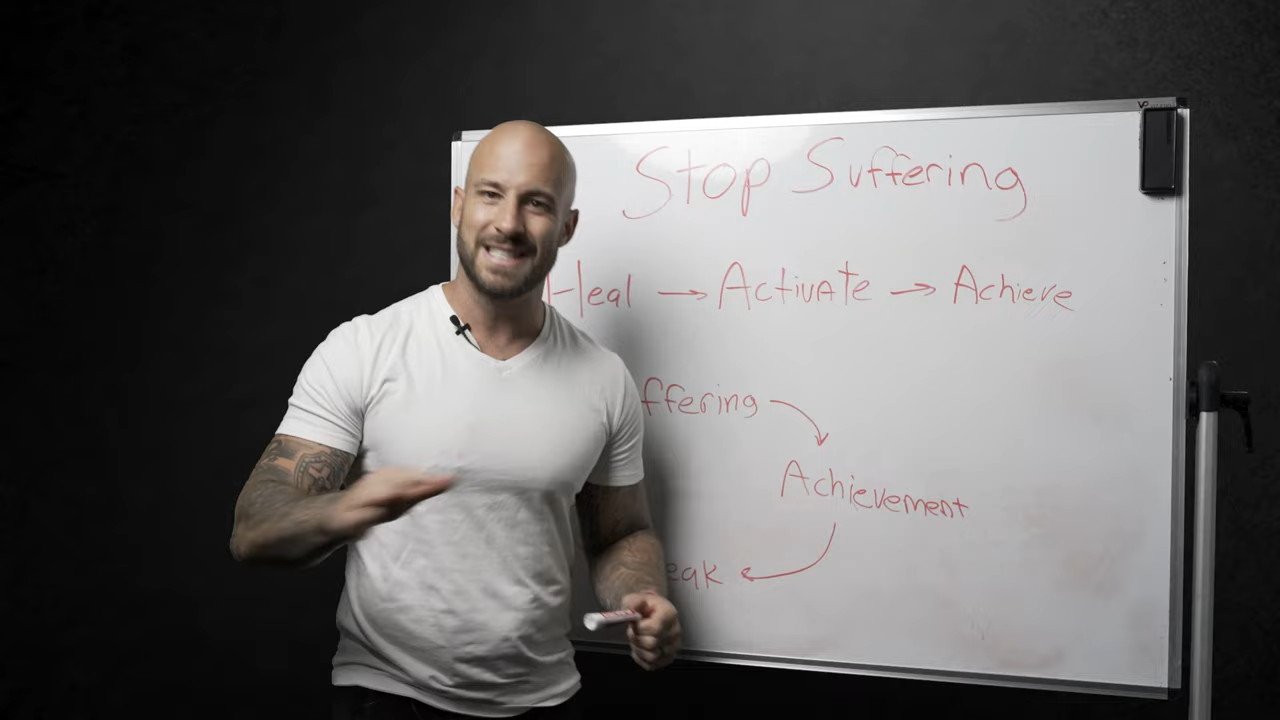 Stop Suffering
Heal → Activate → Achieve
ffering
Achievement
eak